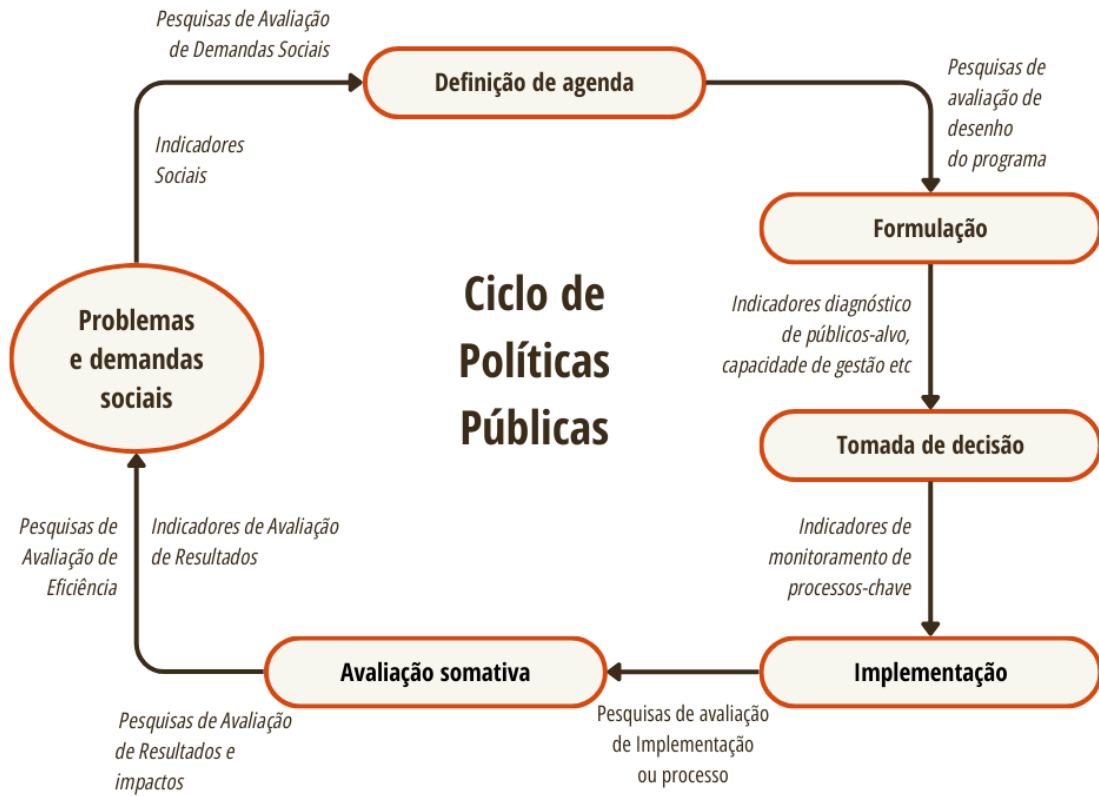 Pesquisas de Avaliação
de Demandas Sociais
Definição de agenda
Pesquisas de
avaliação de
desenho
do programa
Indicadores
Sociais
Formulação
Ciclo de
Políticas
Públicas
Indicadores diagnóstico
de públicos-alvo,
capacidade de gestão etc
Problemas
e demandas
sociais
Tomada de decisão
Pesquisas de
Avaliação de
Eficiência
Indicadores de Avaliação
de Resultados
Indicadores de
monitoramento de
processos-chave
Avaliação somativa
Implementação
Pesquisas de Avaliação
de Resultados e
impactos
Pesquisas de avaliação
de Implementação
ou processo